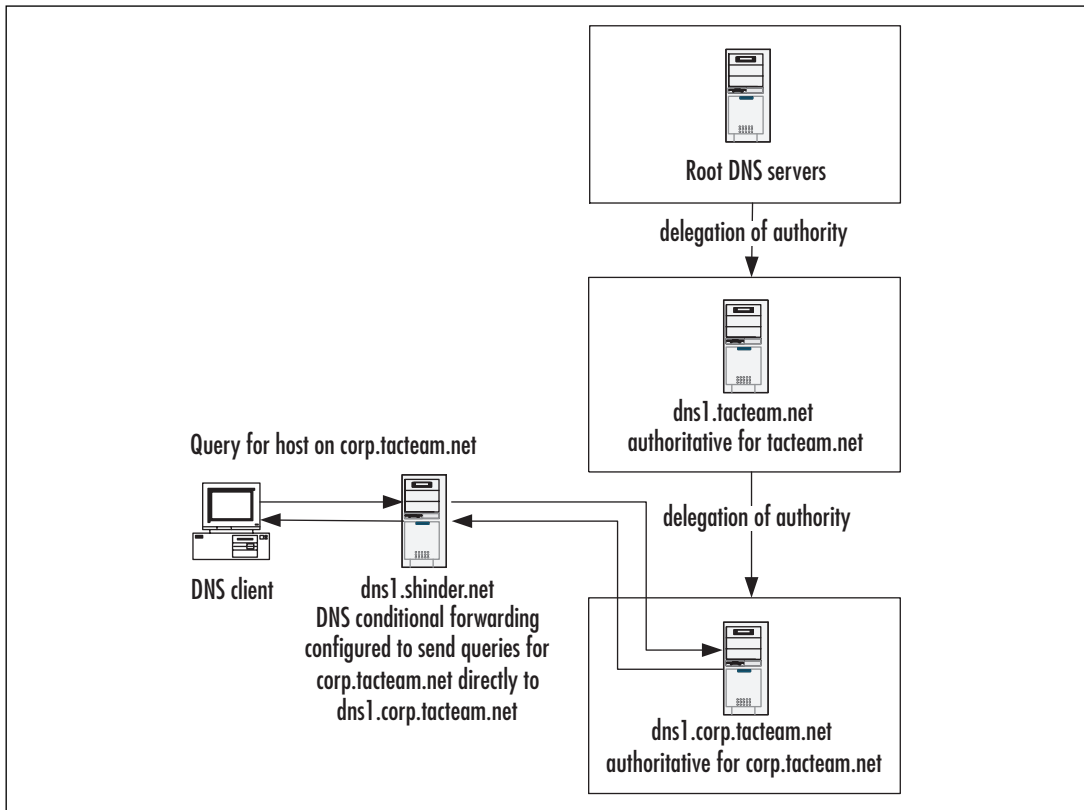 Root DNS servers
delegation of authority
dns1.tacteam.net
authoritative for tacteam.net
delegation of authority
Query for host on corp.tacteam.net
DNS client
dns1.shinder.net
DNS conditional forwarding
configured to send queries for
corp.tacteam.net directly to
dns1.corp.tacteam.net
dns1.corp.tacteam.net
authoritative for corp.tacteam.net